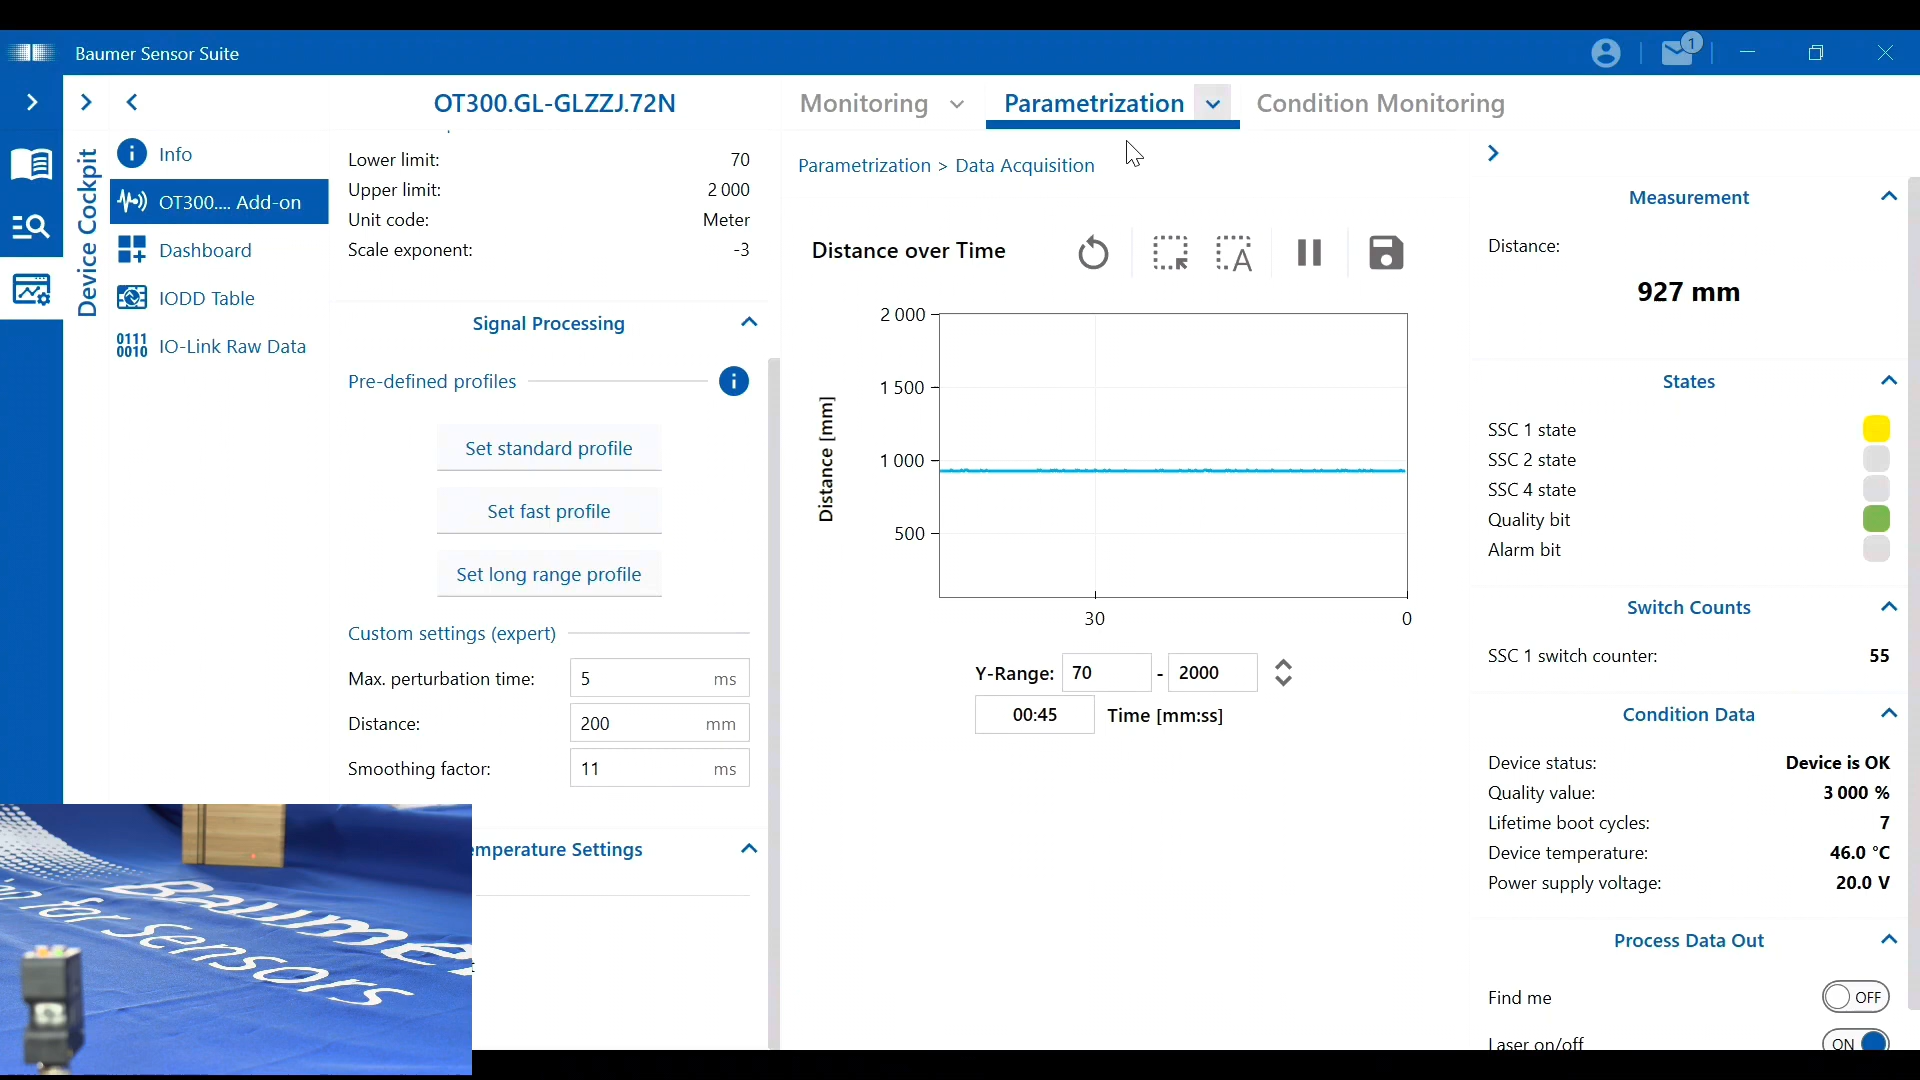 Baumer Sensor Suite
1
OT300.GL-GLZZJ.72N
Monitoring
Parametrization
Condition Monitoring
Device Cockpit
Info
OT300.... Add-on
Dashboard
IODD Table
0111
0010
IO-Link Raw Data
Lower limit: 70
Upper limit: 2 000
Unit code: Meter
Scale exponent: -3
Signal Processing
Pre-defined profiles
Set standard profile
Set fast profile
Set long range profile
Custom settings (expert)
Max. perturbation time: 5 ms
Distance: 200 mm
Smoothing factor: 11 ms
emperature Settings
Parametrization > Data Acquisition
Distance over Time
A
Distance [mm]
2 000
1 500
1 000
500
30
0
Y-Range: 70 - 2000
00:45 Time [mm:ss]
Measurement
Distance:
927 mm
States
SSC 1 state
SSC 2 state
SSC 4 state
Quality bit
Alarm bit
Switch Counts
SSC 1 switch counter: 55
Condition Data
Device status: Device is OK
Quality value: 3 000 %
Lifetime boot cycles: 7
Device temperature: 46.0 °C
Power supply voltage: 20.0 V
Process Data Out
Find me OFF
Laser on/off ON
Baumer
for sensors